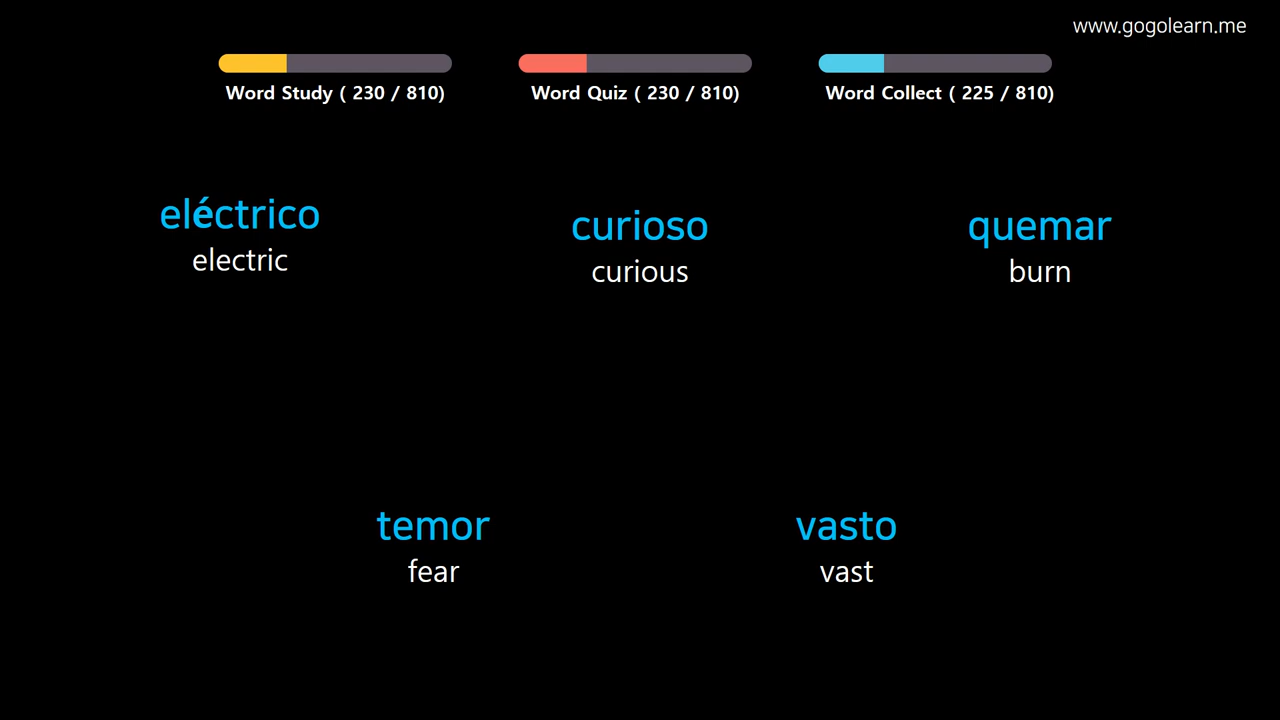 www.gogolearn.me
Word Study ( 230 / 810)
Word Quiz ( 230 / 810)
Word Collect ( 225 / 810)
eléctrico
electric
curioso
curious
quemar
burn
temor
fear
vasto
vast